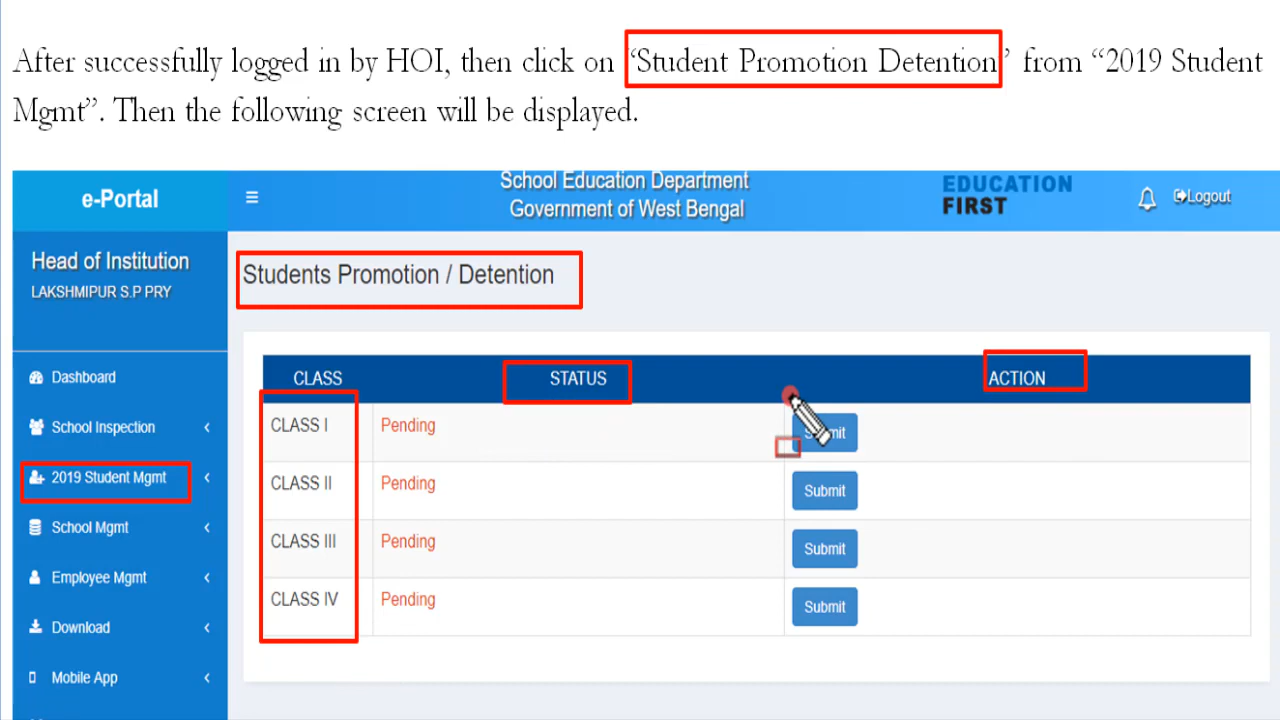 After successfully logged in by HOI, then click on “Student Promotion Detention” from “2019 Student
Mgmt”. Then the following screen will be displayed.
e-Portal
School Education Department
Government of West Bengal
EDUCATION
FIRST
Logout
Head of Institution
LAKSHMIPUR S.P PRY
Students Promotion / Detention
Dashboard
School Inspection
2019 Student Mgmt
School Mgmt
Employee Mgmt
Download
Mobile App
CLASS STATUS ACTION
CLASS I Pending Submit
CLASS II Pending Submit
CLASS III Pending Submit
CLASS IV Pending Submit